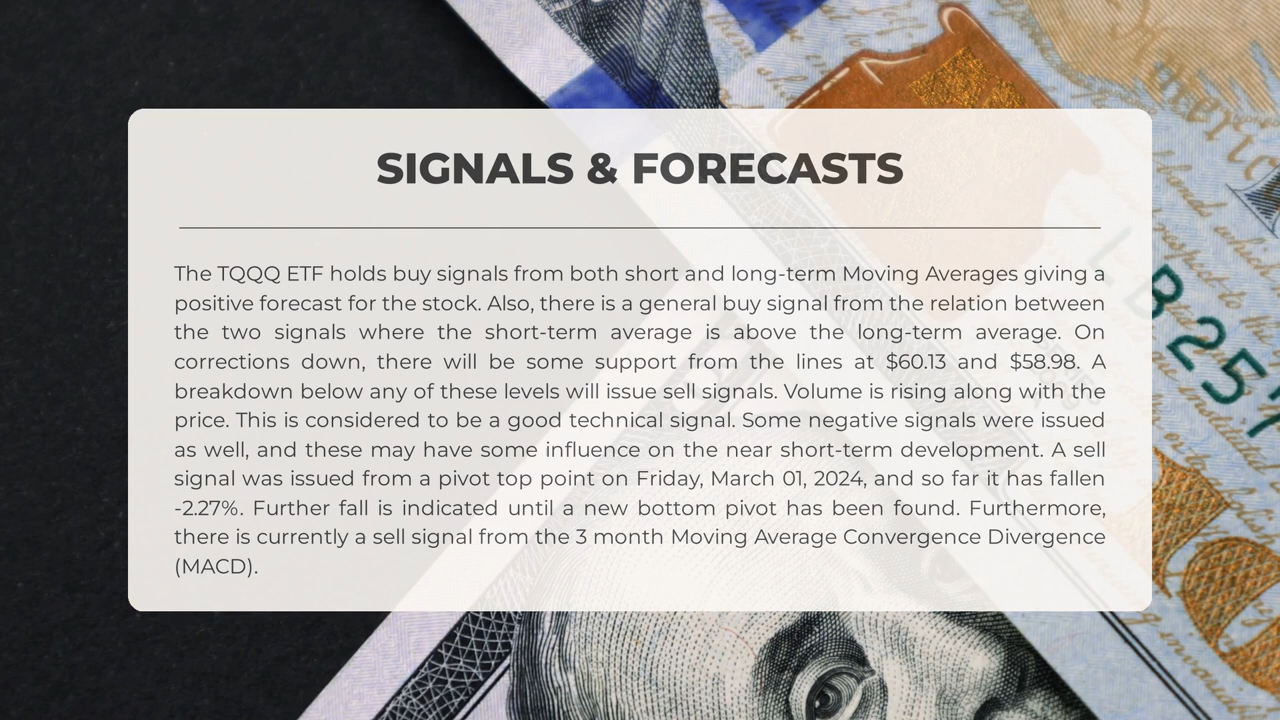 SIGNALS & FORECASTS
The TQQQ ETF holds buy signals from both short and long-term Moving Averages giving a
positive forecast for the stock. Also, there is a general buy signal from the relation between
the two signals where the short-term average is above the long-term average. On
corrections down, there will be some support from the lines at $60.13 and $58.98. A
breakdown below any of these levels will issue sell signals. Volume is rising along with the
price. This is considered to be a good technical signal. Some negative signals were issued
as well, and these may have some influence on the near short-term development. A sell
signal was issued from a pivot top point on Friday, March 01, 2024, and so far it has fallen
-2.27%. Further fall is indicated until a new bottom pivot has been found. Furthermore,
there is currently a sell signal from the 3 month Moving Average Convergence Divergence
(MACD).
LB257